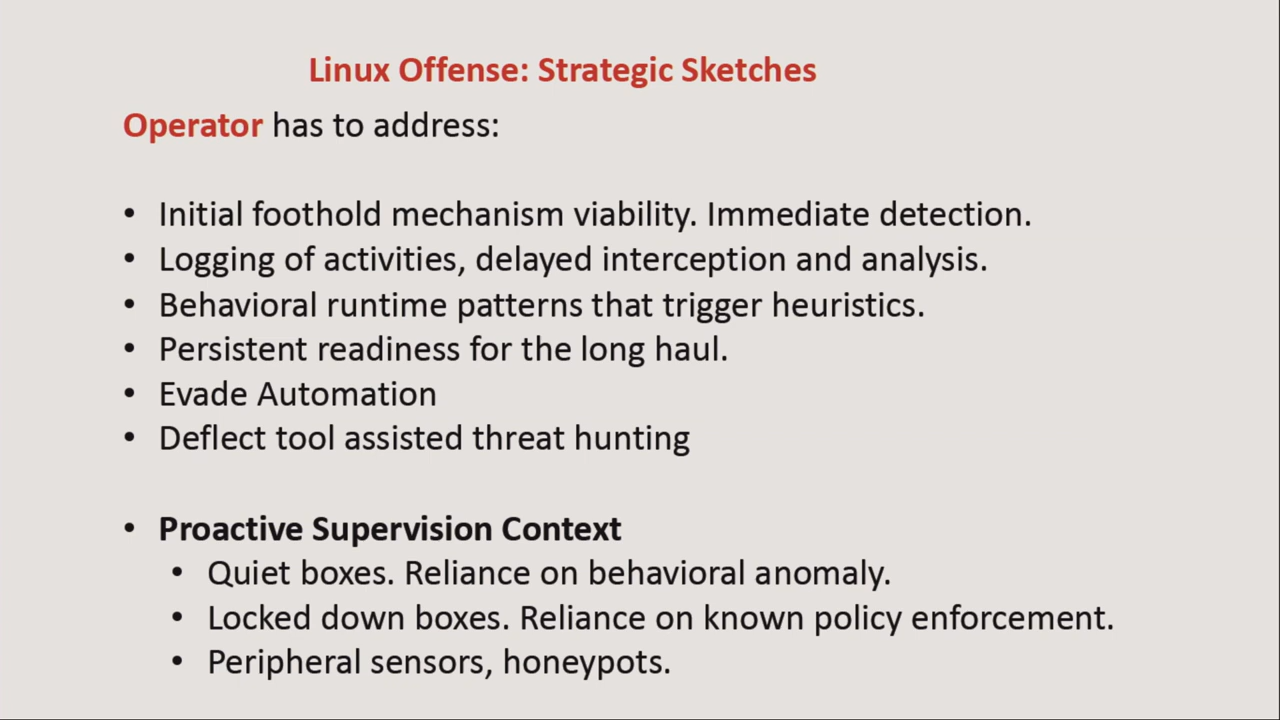 Linux Offense: Strategic Sketches
Operator has to address:
• Initial foothold mechanism viability. Immediate detection.
• Logging of activities, delayed interception and analysis.
• Behavioral runtime patterns that trigger heuristics.
• Persistent readiness for the long haul.
• Evade Automation
• Deflect tool assisted threat hunting
• Proactive Supervision Context
• Quiet boxes. Reliance on behavioral anomaly.
• Locked down boxes. Reliance on known policy enforcement.
• Peripheral sensors, honeypots.